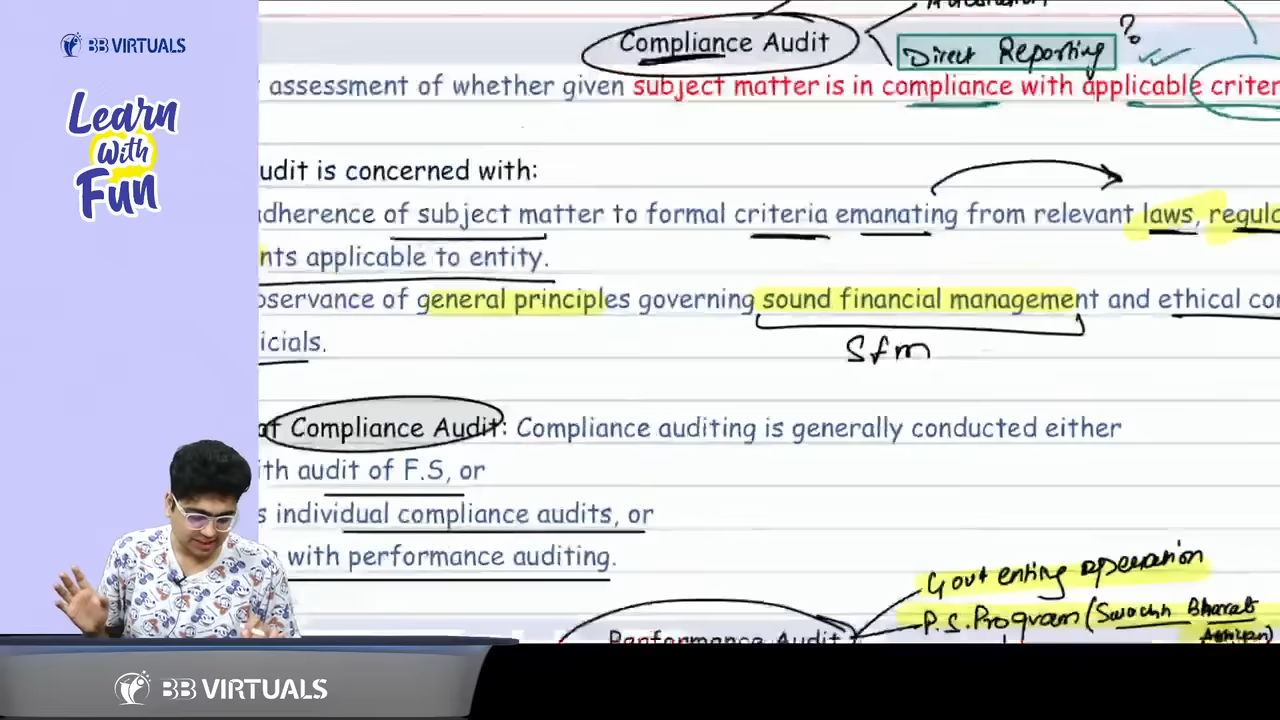 BB VIRTUALS
Learn
with
Fun
Compliance Audit
Direct Reporting ?
assessment of whether given subject matter is in compliance with applicable criter
udit is concerned with:
adherence of subject matter to formal criteria emanating from relevant laws, regula
nts applicable to entity.
bservance of general principles governing sound financial management and ethical con
Sfm
icials.
of Compliance Audit: Compliance auditing is generally conducted either
ith audit of F.S, or
s individual compliance audits, or
with performance auditing.
Govt enting operation
P.S. Program (Swachh Bharat
Performance Audit
BB VIRTUALS